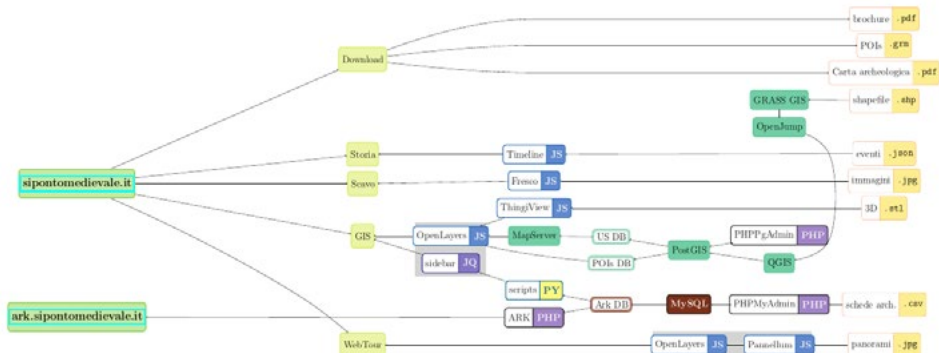 brochure .pdf
POIs .grn
Download
Carta archeologica .pdf
GRASS GIS shapefile .shp
OpenJump
Storia Timeline JS eventi .json
sipontomedievale.it Scavo Fresco JS immagini .jpg
ThingiView JS 3D .stl
GIS OpenLayers JS MapServer US DB PHPPgAdmin PHP
PostGIS
sidebar JQ POIs DB QGIS
scripts PY
Ark DB MySQL PHPMyAdmin PHP schede arch. .csv
ark.sipontomedievale.it ARK PHP
WebTour OpenLayers JS Pannellum JS panorami .jpg